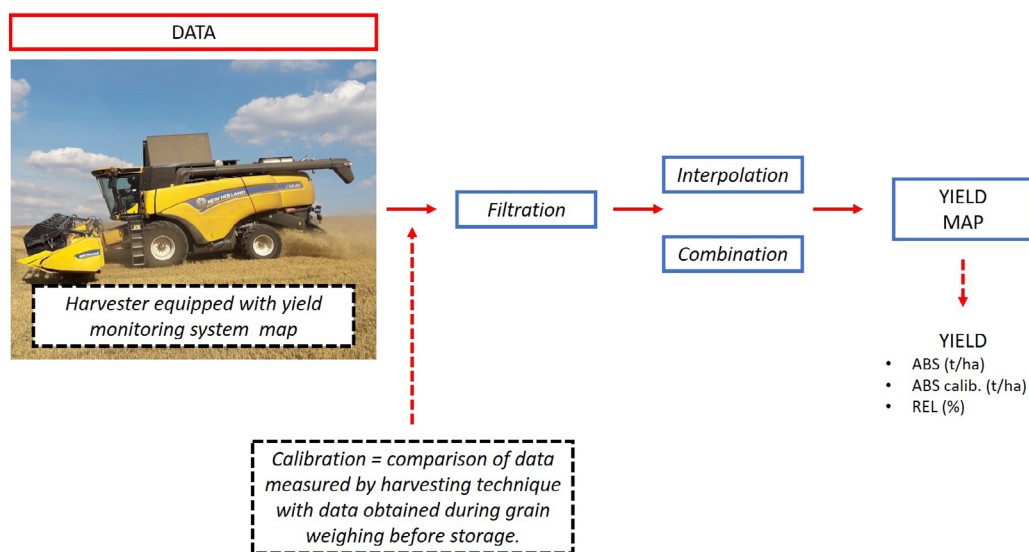 DATA
NEW HOLLAND
Harvester equipped with yield
monitoring system map
Filtration
Interpolation
Combination
YIELD
MAP
YIELD
• ABS (t/ha)
• ABS calib. (t/ha)
• REL (%)
Calibration = comparison of data
measured by harvesting technique
with data obtained during grain
weighing before storage.